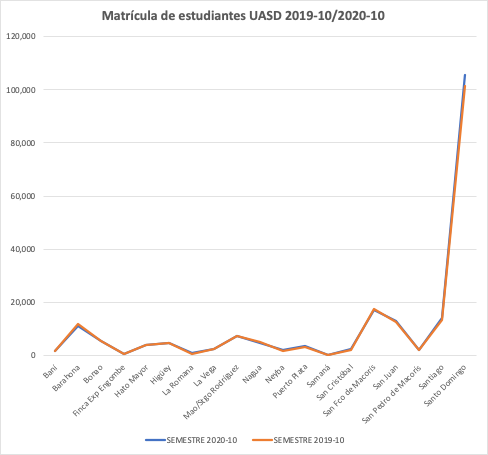 Matrícula de estudiantes UASD 2019-10/2020-10
120,000
100,000
80,000
60,000
40,000
20,000
0
Baní
Barahona
Bonao
Finca Exp Engombe
Hato Mayor
Higüey
La Romana
La Vega
Mao/Stgo Rodríguez
Nagua
Neyba
Puerto Plata
Samaná
San Cristóbal
San Fco de Macorís
San Juan
San Pedro de Macorís
Santiago
Santo Domingo
SEMESTRE 2020-10
SEMESTRE 2019-10